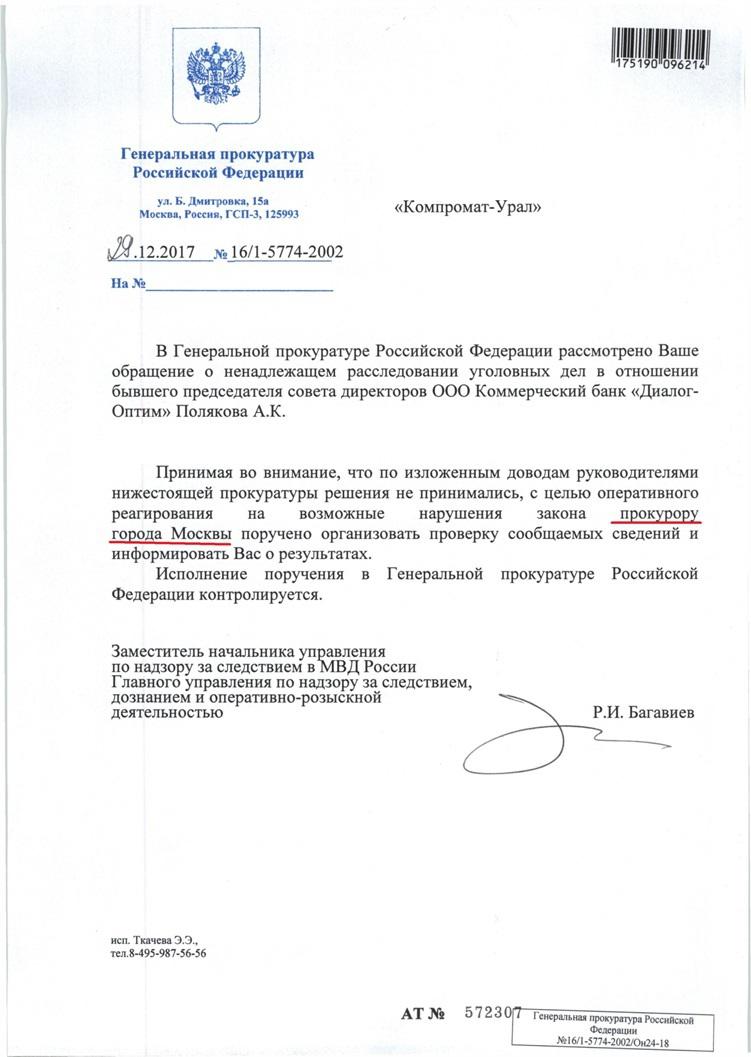 175190 096214
Генеральная прокуратура
Российской Федерации
ул. Б. Дмитровка, 15а
Москва, Россия, ГСП-3, 125993
«Компромат-Урал»
29.12.2017 № 16/1-5774-2002
На №
В Генеральной прокуратуре Российской Федерации рассмотрено Ваше
обращение о ненадлежащем расследовании уголовных дел в отношении
бывшего председателя совета директоров ООО Коммерческий банк «Диалог-
Оптим» Полякова А.К.
Принимая во внимание, что по изложенным доводам руководителями
нижестоящей прокуратуры решения не принимались, с целью оперативного
реагирования на возможные нарушения закона прокурору
города Москвы поручено организовать проверку сообщаемых сведений и
информировать Вас о результатах.
Исполнение поручения в Генеральной прокуратуре Российской
Федерации контролируется.
Заместитель начальника управления
по надзору за следствием в МВД России
Главного управления по надзору за следствием,
дознанием и оперативно-розыскной
деятельностью
Р.И. Багавиев
исп. Ткачева Э.Э.,
тел.8-495-987-56-56
АТ № 572307
Генеральная прокуратура Российской
Федерации
№16/1-5774-2002/Он24-18